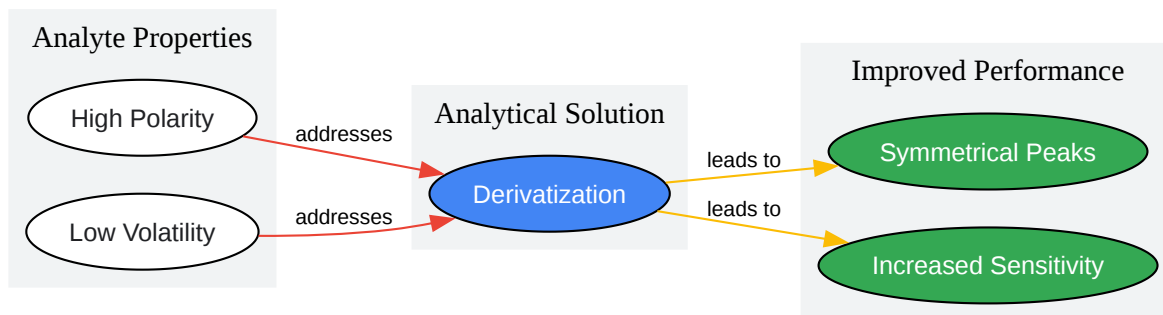 Analyte Properties
High Polarity
Low Volatility
addresses
addresses
Analytical Solution
Derivatization
leads to
leads to
Improved Performance
Symmetrical Peaks
Increased Sensitivity